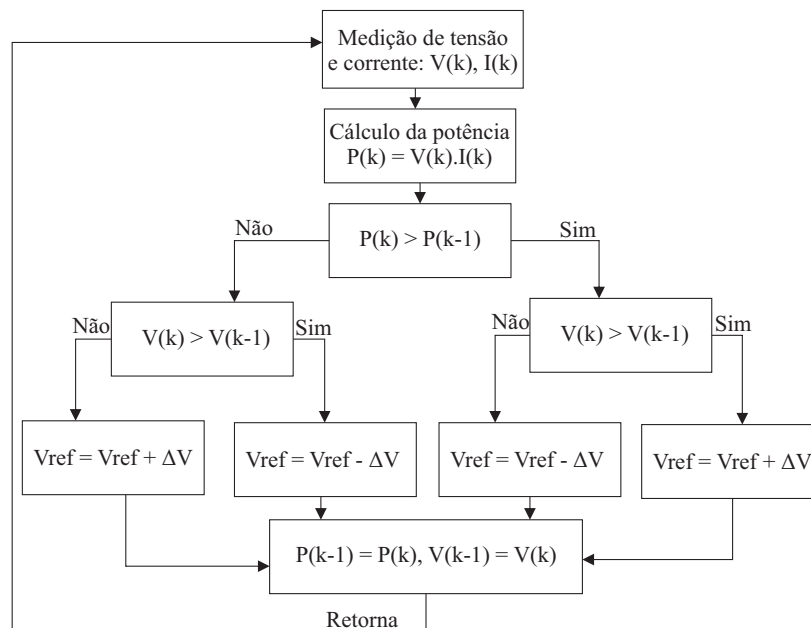 Medição de tensão
e corrente: V(k), I(k)
Cálculo da potência
P(k) = V(k).I(k)
Não
P(k) > P(k-1)
Sim
Não
V(k) > V(k-1)
Sim
Não
V(k) > V(k-1)
Sim
Vref = Vref + ΔV
Vref = Vref - ΔV
Vref = Vref - ΔV
Vref = Vref + ΔV
P(k-1) = P(k), V(k-1) = V(k)
Retorna